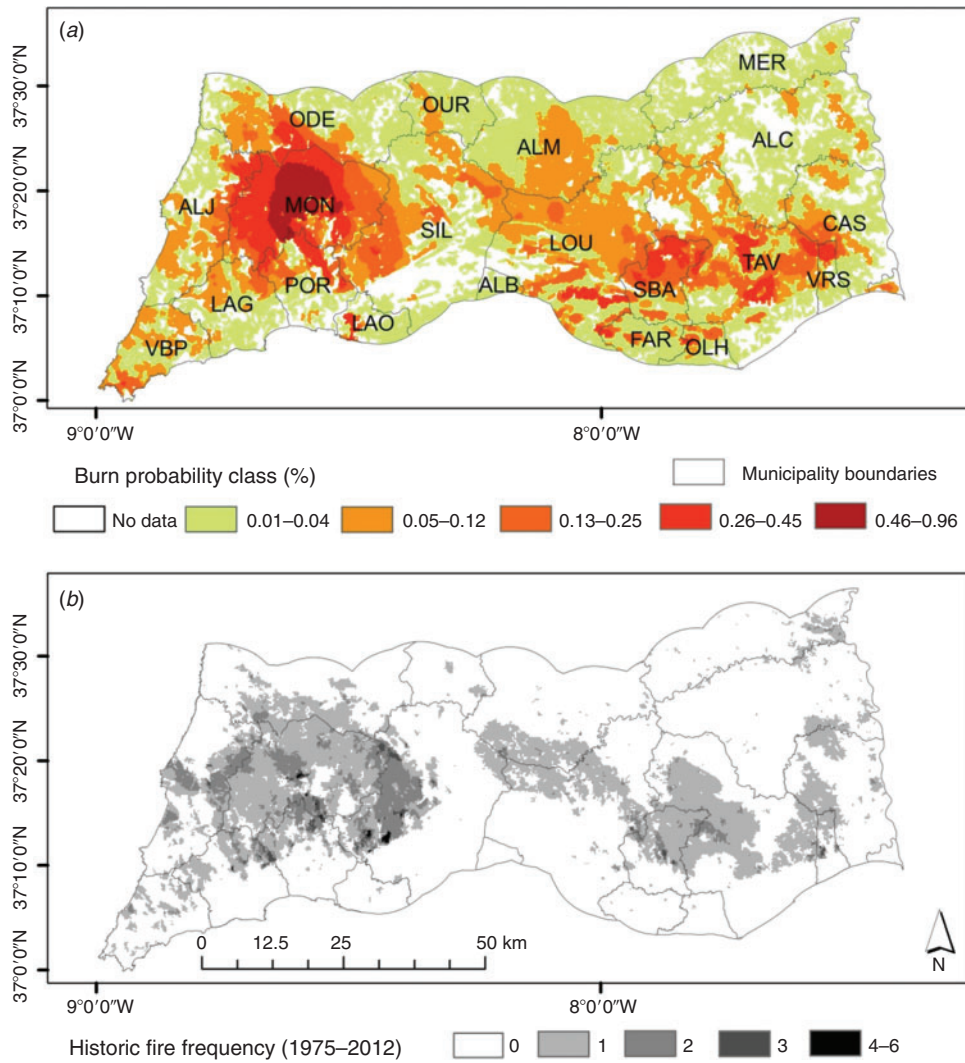 (a)
37°30′0″N
37°20′0″N
37°10′0″N
37°0′0″N
MER
OUR
ODE
ALM
ALC
ALJ
MON
SIL
CAS
LOU
TAV
POR
ALB
SBA
VRS
LAG
LAO
VBP
FAR
OLH
9°0′0″W
8°0′0″W
Burn probability class (%)
Municipality boundaries
No data
0.01–0.04
0.05–0.12
0.13–0.25
0.26–0.45
0.46–0.96
(b)
37°30′0″N
37°20′0″N
37°10′0″N
37°0′0″N
0
12.5
25
50 km
N
9°0′0″W
8°0′0″W
Historic fire frequency (1975–2012)
0
1
2
3
4–6